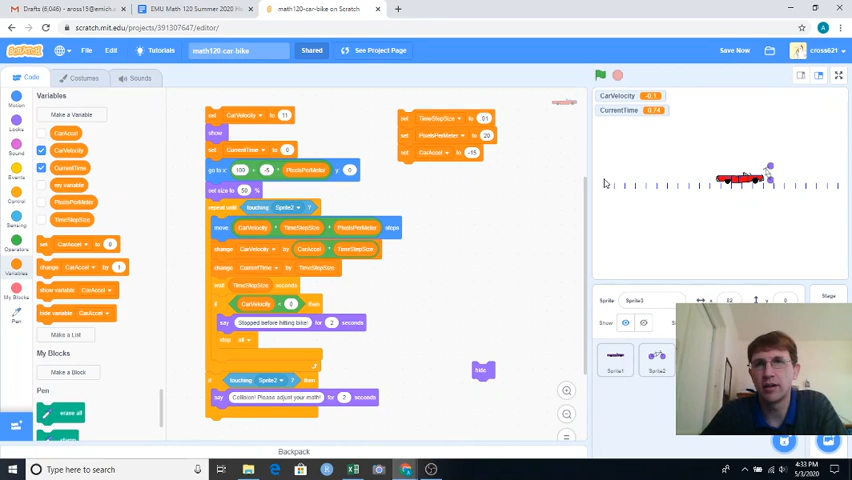 Drafts (6,046) - aross15@emich.e
EMU Math 120 Summer 2020 H
math120-car-bike on Scratch
scratch.mit.edu/projects/391307647/editor/
A
SCRATCH
File
Edit
Tutorials
math120-car-bike
Shared
See Project Page
Save Now
cross621
Code
Costumes
Sounds
Motion
Looks
Sound
Events
Control
Sensing
Operators
Variables
My Blocks
Pen
Variables
Make a Variable
CarAccel
CarVelocity
CurrentTime
my variable
PixelsPerMeter
TimeStepSize
set CarAccel to 0
change CarAccel by 1
show variable CarAccel
hide variable CarAccel
Make a List
My Blocks
Make a Block
Pen
erase all
set CarVelocity to 11
show
set CurrentTime to 0
go to x 100 + -5 * PixelsPerMeter y 0
set size to 50 %
repeat until touching Sprite2 ?
move CarVelocity * TimeStepSize * PixelsPerMeter steps
change CarVelocity by CarAccel * TimeStepSize
change CurrentTime by TimeStepSize
wait TimeStepSize seconds
if CarVelocity < 0 then
say Stopped before hitting bike! for 2 seconds
stop all
if touching Sprite2 ? then
say Collision! Please adjust your math! for 2 seconds
set TimeStepSize to .01
set PixelsPerMeter to 20
set CarAccel to -15
hide
CarVelocity -0.1
CurrentTime 0.74
Sprite Sprite1 x y
Show Size
Stage
Sprite1
Sprite2
Backpack
Type here to search
4:33 PM
5/3/2020